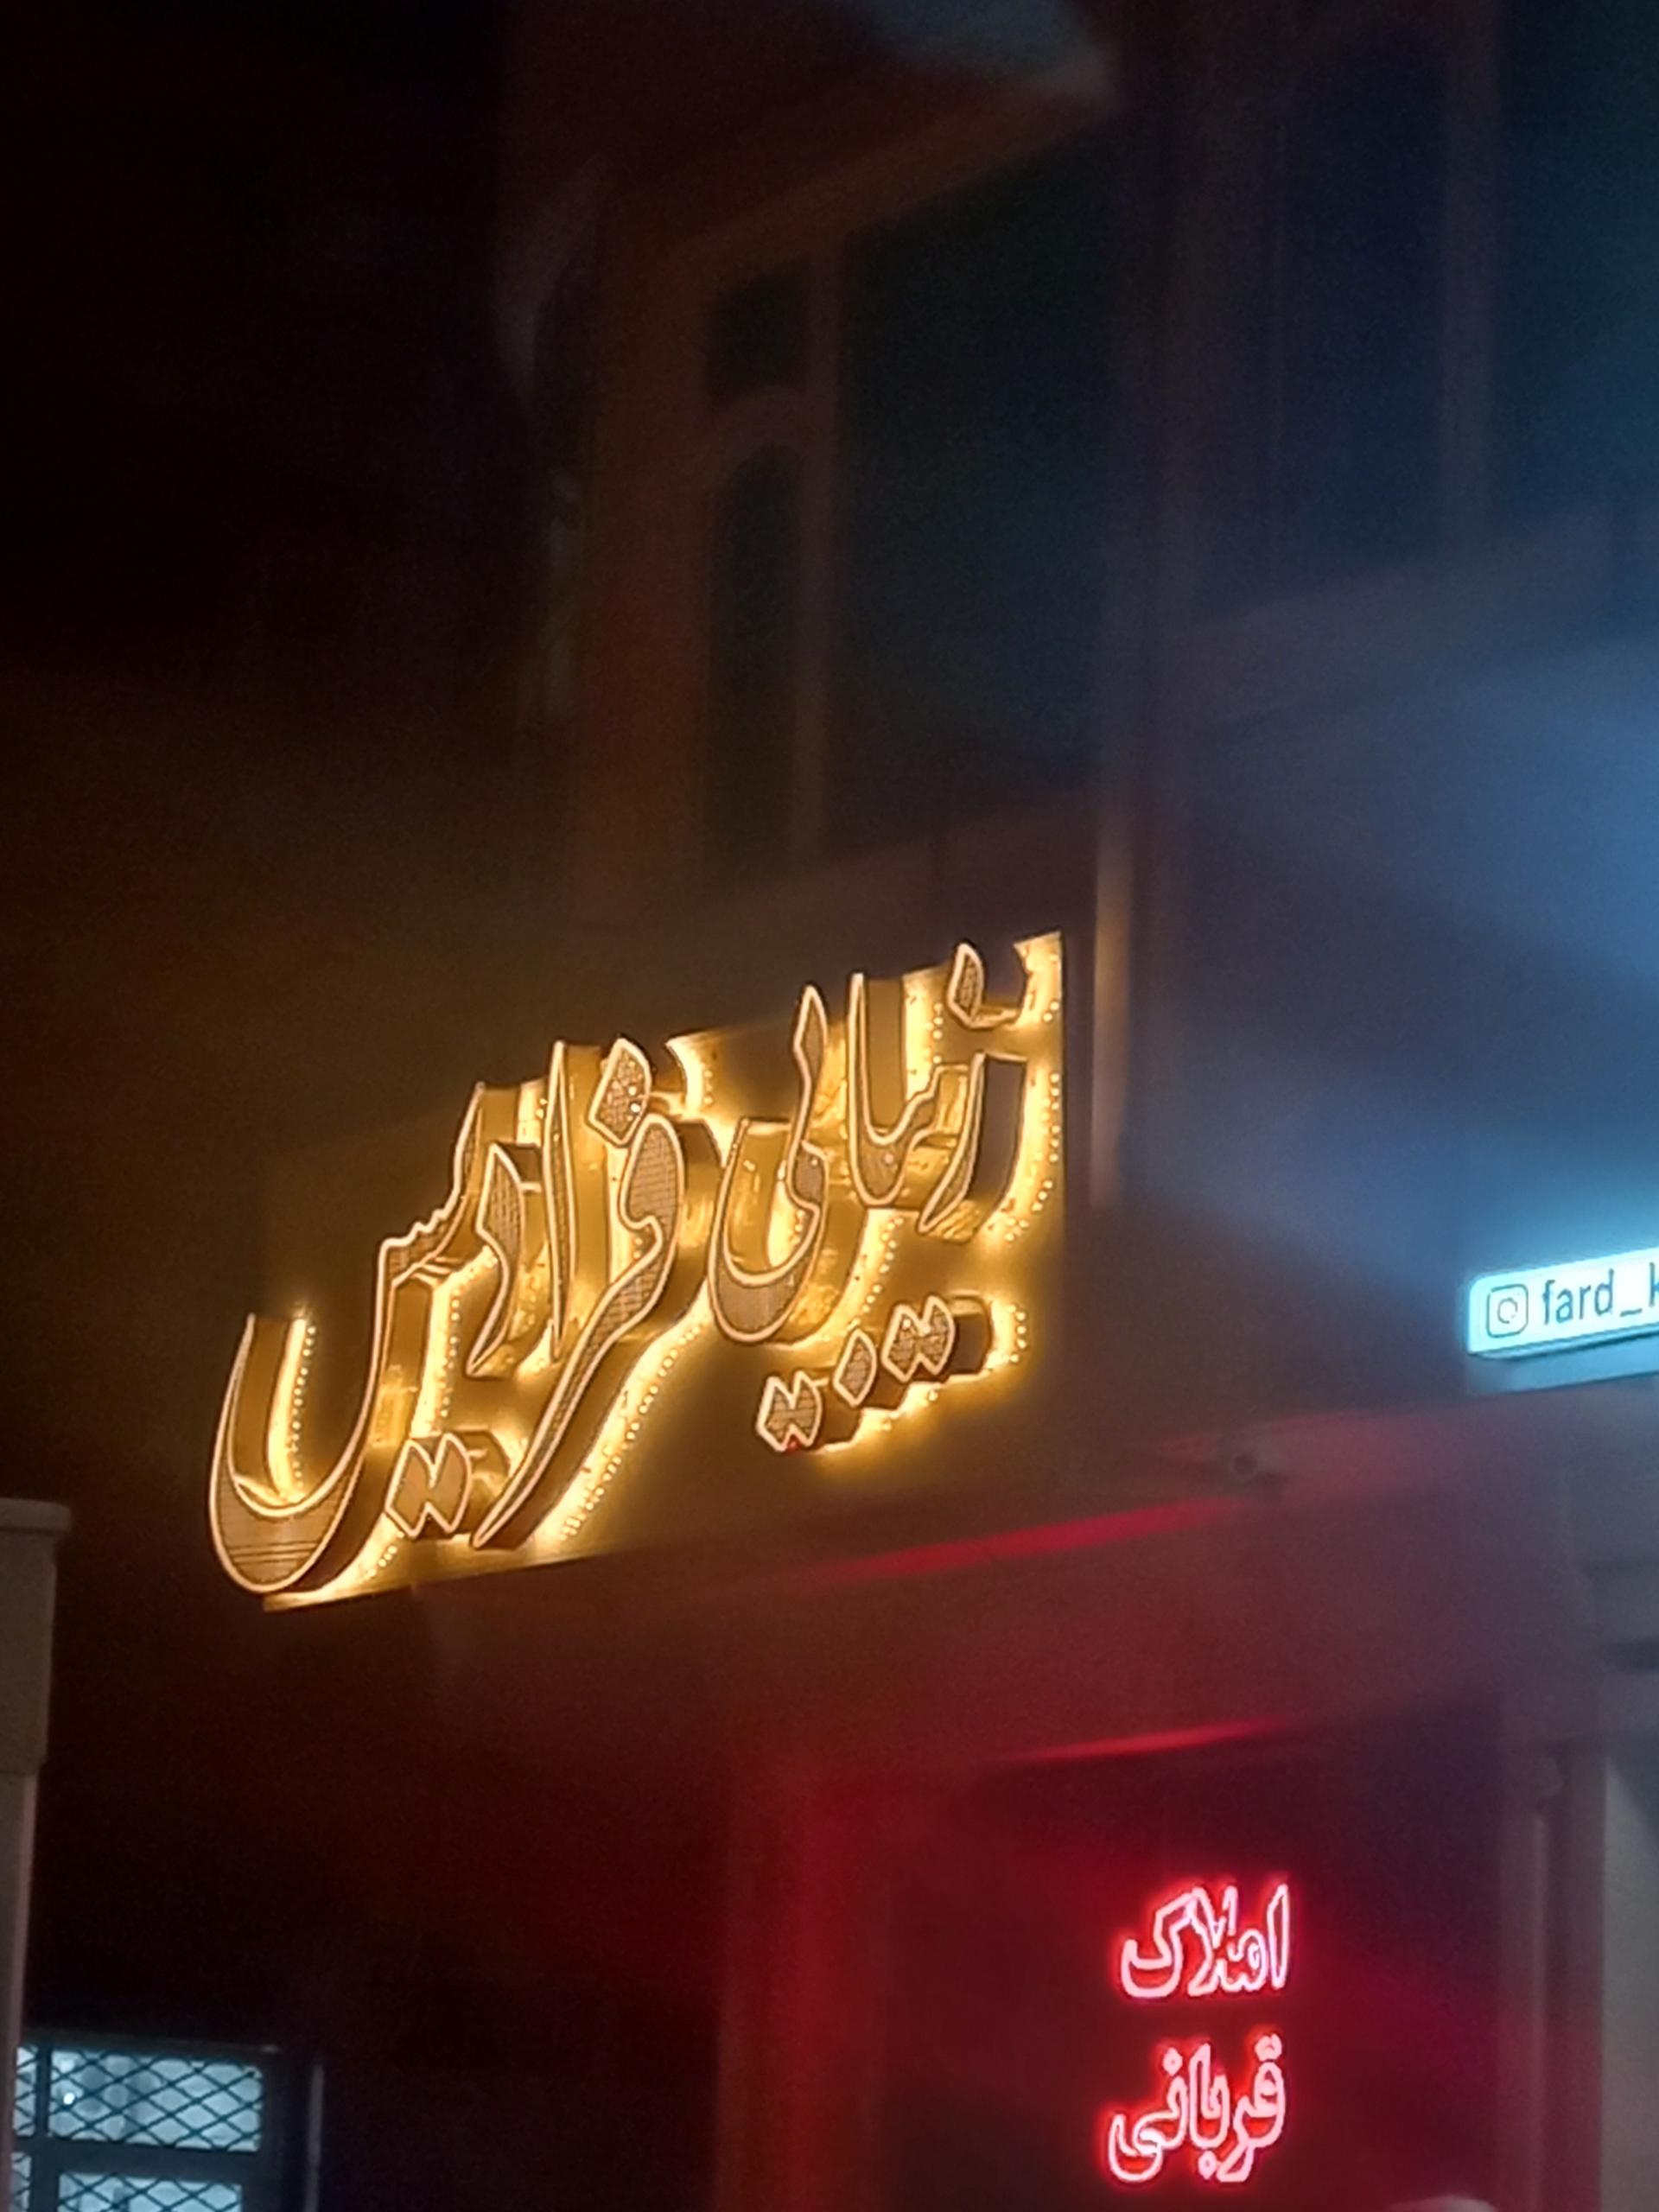 زیبایی فرادیس
fard_k
املاک
قربانی